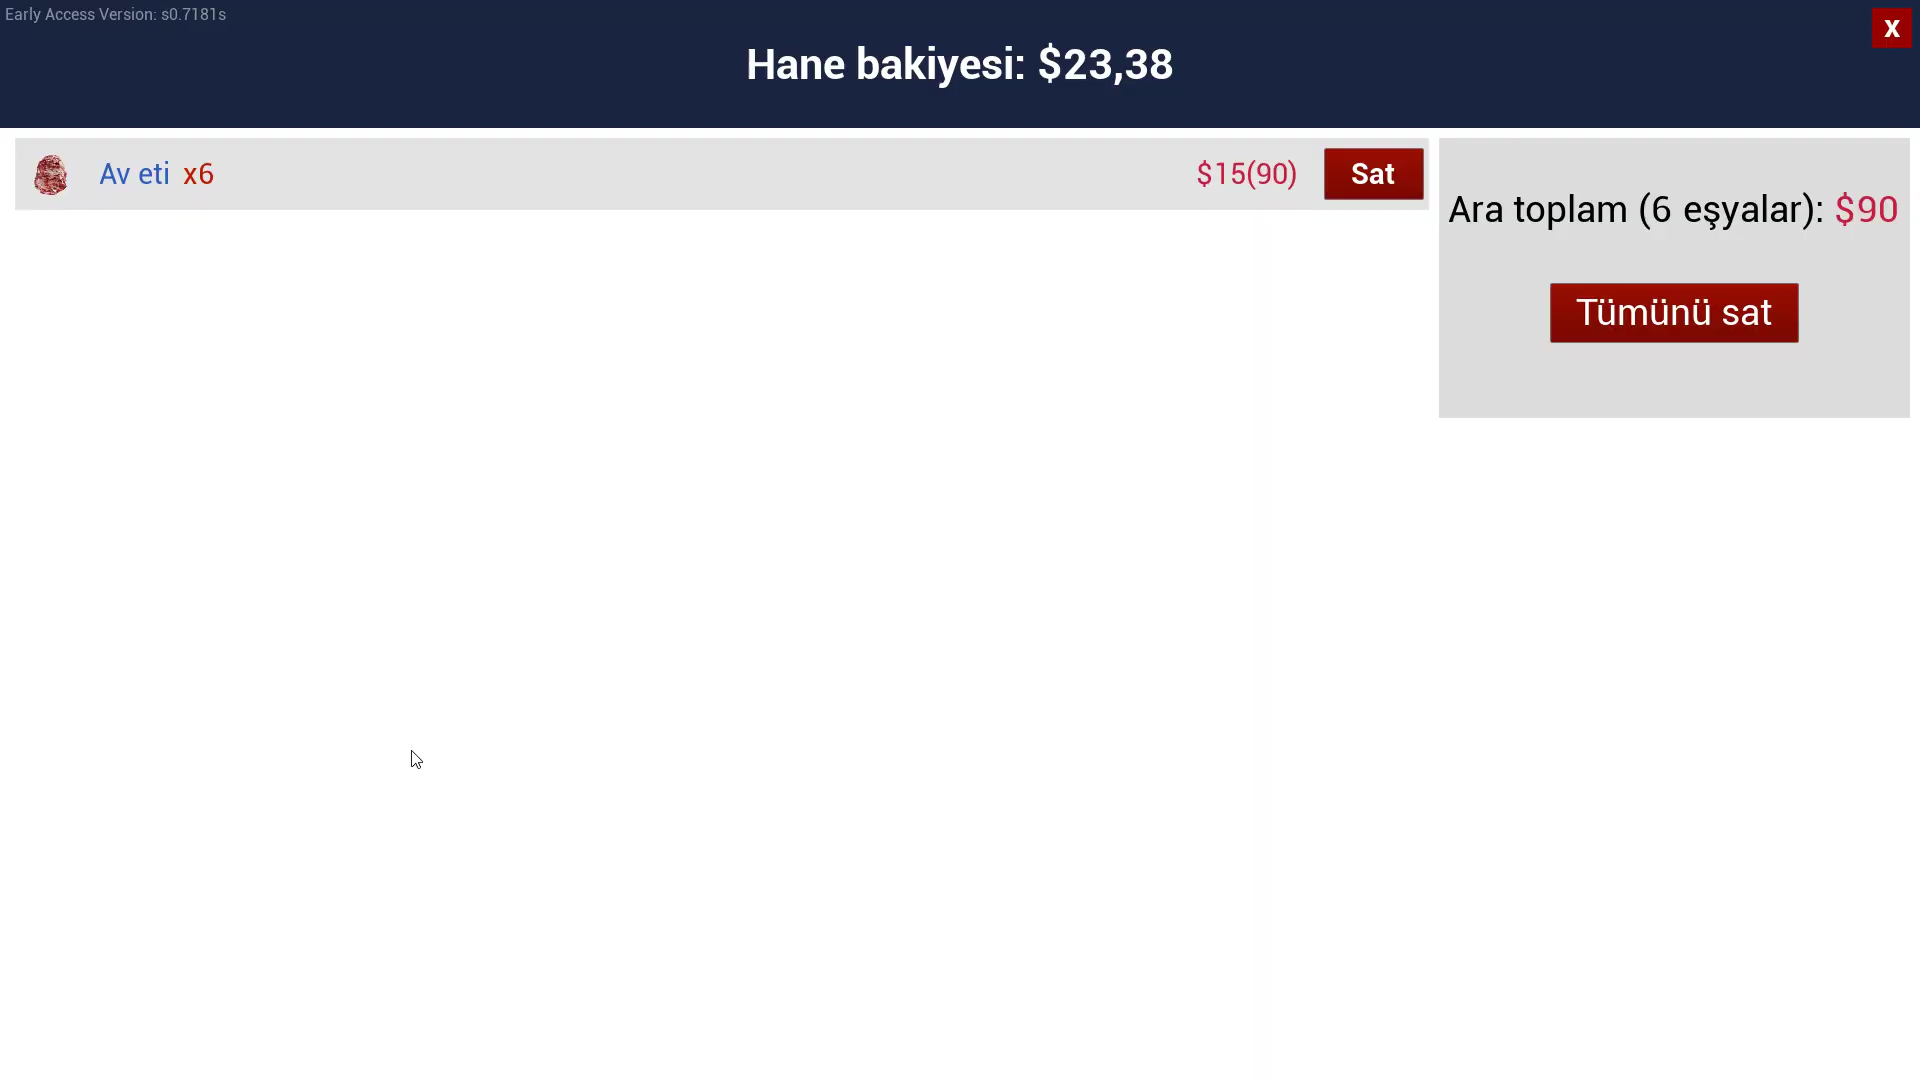 Early Access Version: s0.7181s
X
Hane bakiyesi: $23,38
Av eti x6 $15(90) Sat
Ara toplam (6 eşyalar): $90
Tümünü sat